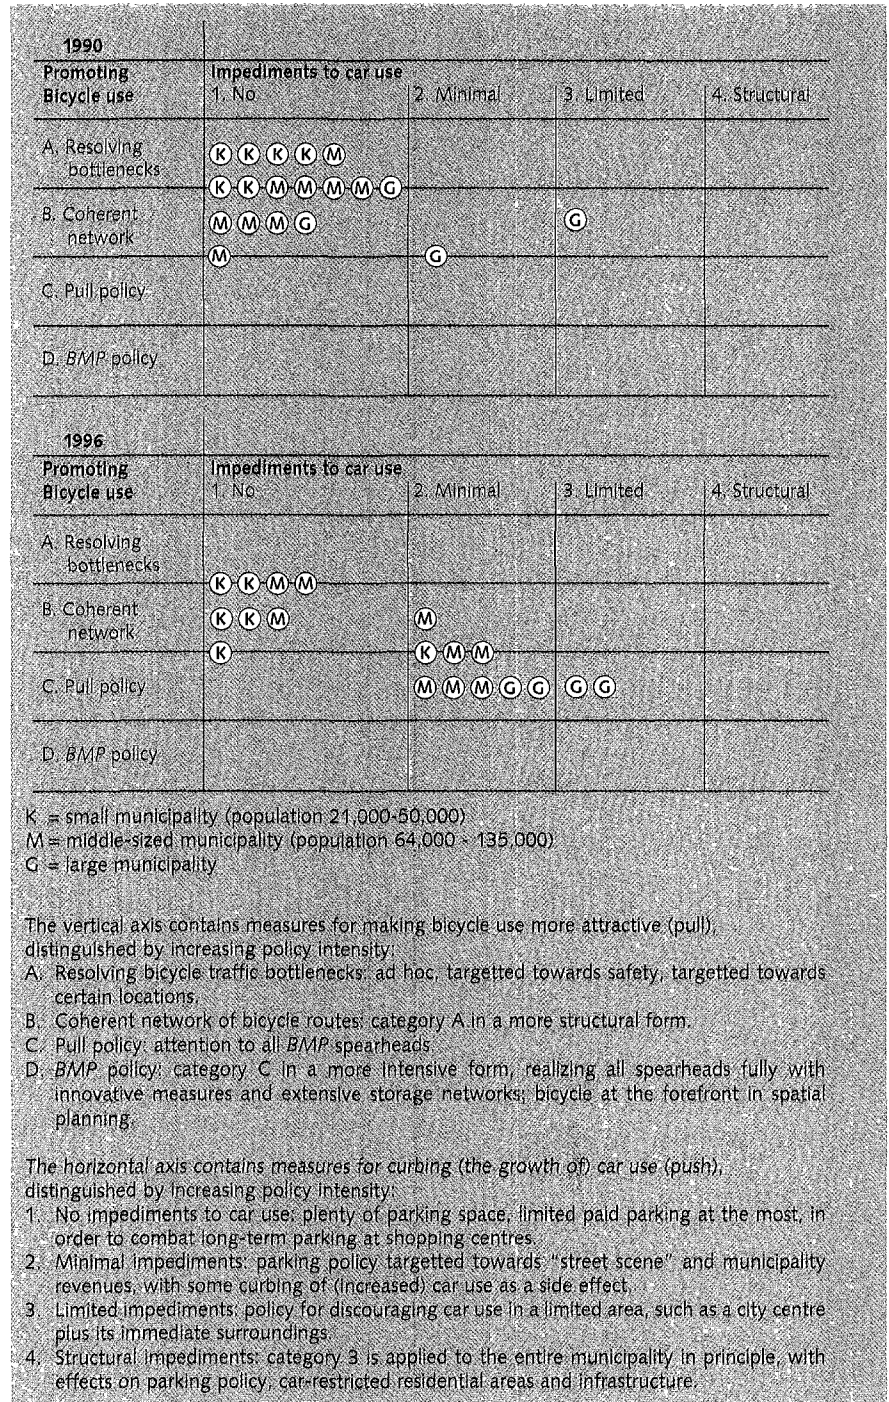 1990
Promoting Impediments to car use
Bicycle use 1. No 2. Minimal 3. Limited 4. Structural
A. Resolving
bottlenecks
K K K K M
K K M M M M G
B. Coherent
network
M M M G G
M G
C. Pull policy
D. BMP policy
1996
Promoting Impediments to car use
Bicycle use 1. No 2. Minimal 3. Limited 4. Structural
A. Resolving
bottlenecks
K K M M
B. Coherent
network
K K M M
K K M M
C. Pull policy M M M G G G G
D. BMP policy
K = small municipality (population 21,000-50,000)
M = middle-sized municipality (population 64,000 - 135,000)
G = large municipality
The vertical axis contains measures for making bicycle use more attractive (pull),
distinguished by increasing policy intensity:
A. Resolving bicycle traffic bottlenecks: ad hoc, targetted towards safety, targetted towards
certain locations.
B. Coherent network of bicycle routes: category A in a more structural form.
C. Pull policy: attention to all BMP spearheads.
D. BMP policy: category C in a more intensive form, realizing all spearheads fully with
innovative measures and extensive storage networks; bicycle at the forefront in spatial
planning.
The horizontal axis contains measures for curbing (the growth of) car use (push),
distinguished by increasing policy intensity:
1. No impediments to car use: plenty of parking space, limited paid parking at the most, in
order to combat long-term parking at shopping centres.
2. Minimal impediments: parking policy targetted towards "street scene" and municipality
revenues, with some curbing of (increased) car use as a side effect.
3. Limited impediments: policy for discouraging car use in a limited area, such as a city centre
plus its immediate surroundings.
4. Structural impediments: category 3 is applied to the entire municipality in principle, with
effects on parking policy, car-restricted residential areas and infrastructure.